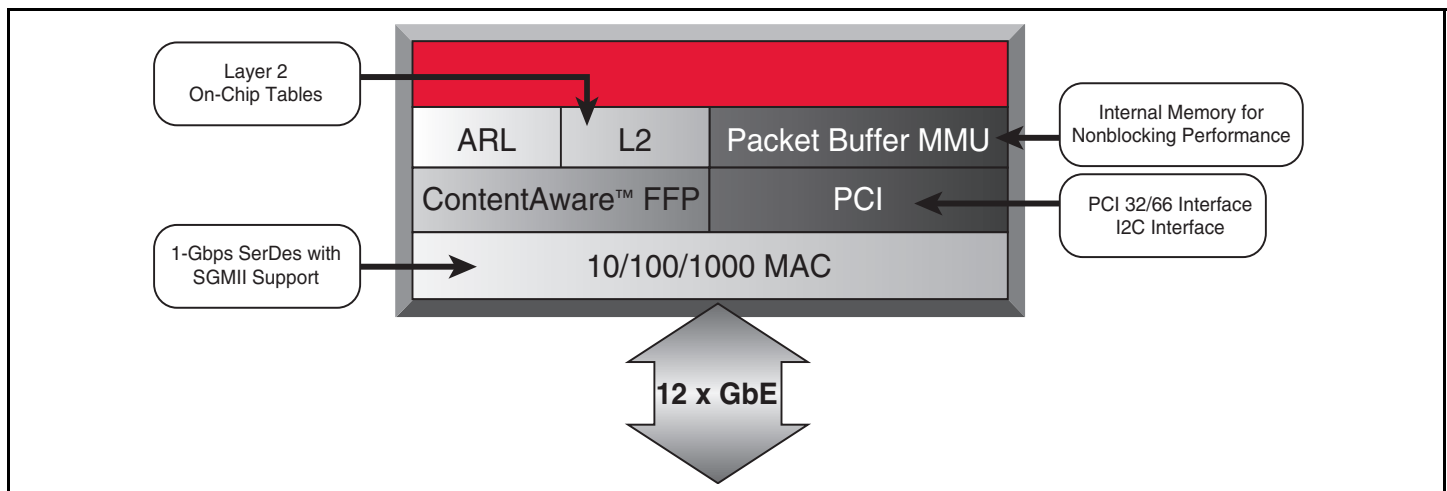 Layer 2
On-Chip Tables
ARL
L2
Packet Buffer MMU
Internal Memory for
Nonblocking Performance
ContentAware™ FFP
PCI
PCI 32/66 Interface
I2C Interface
1-Gbps SerDes with
SGMII Support
10/100/1000 MAC
12 x GbE